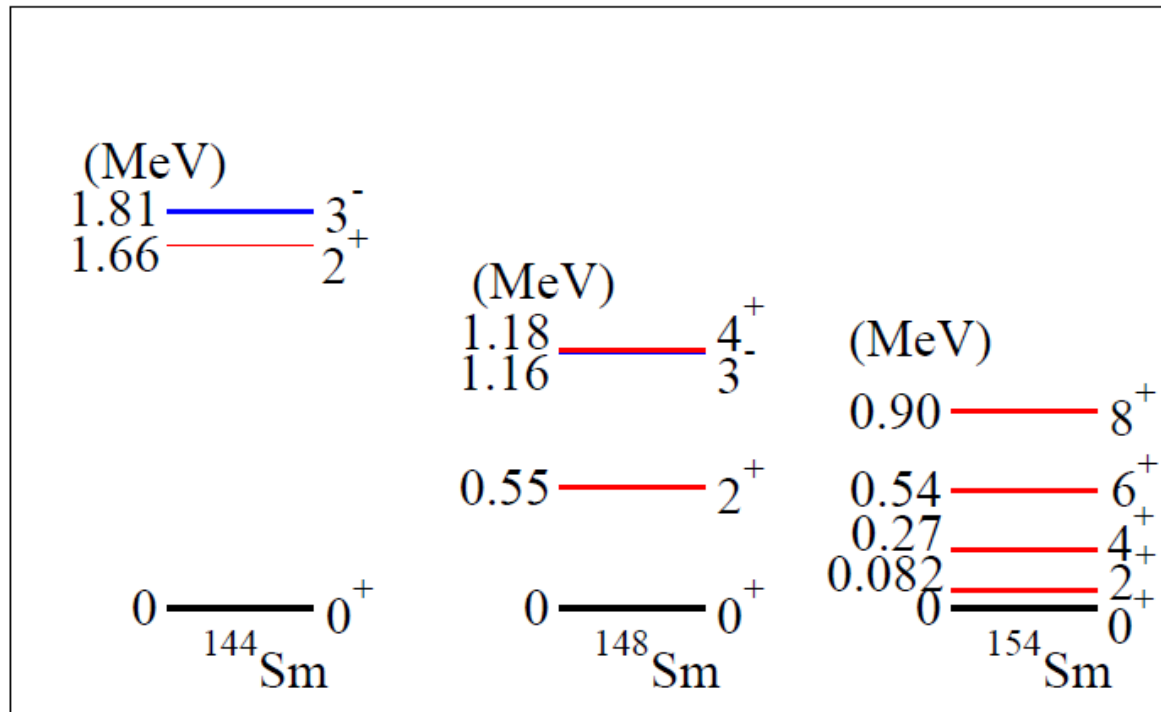 (MeV)
1.81 3⁻
1.66 2⁺
0 0⁺
¹⁴⁴Sm
(MeV)
1.18 4⁺
1.16 3⁻
0.55 2⁺
0 0⁺
¹⁴⁸Sm
(MeV)
0.90 8⁺
0.54 6⁺
0.27 4⁺
0.082 2⁺
0 0⁺
¹⁵⁴Sm